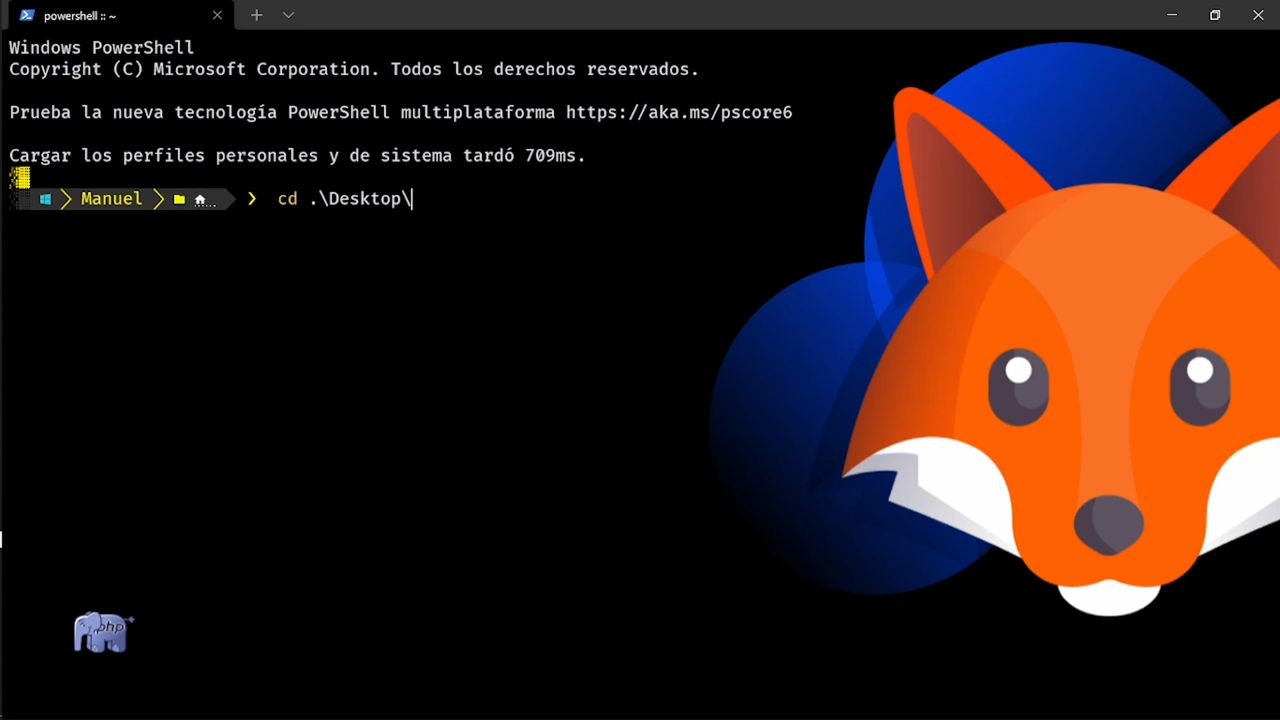 powershell :: ~
Windows PowerShell
Copyright (C) Microsoft Corporation. Todos los derechos reservados.
Prueba la nueva tecnología PowerShell multiplataforma https://aka.ms/pscore6
Cargar los perfiles personales y de sistema tardó 709ms.
Manuel ❯ cd .\Desktop\
php